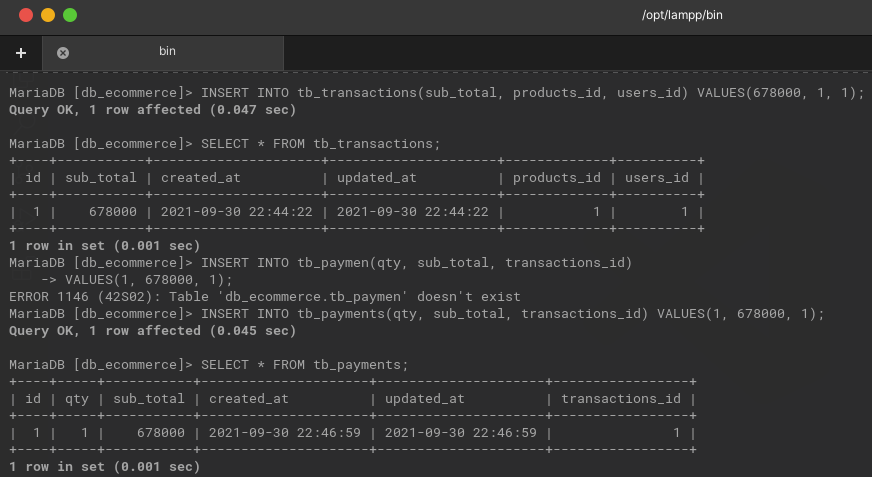 /opt/lampp/bin
+ bin
MariaDB [db_ecommerce]> INSERT INTO tb_transactions(sub_total, products_id, users_id) VALUES(678000, 1, 1);
Query OK, 1 row affected (0.047 sec)
MariaDB [db_ecommerce]> SELECT * FROM tb_transactions;
+----+-----------+---------------------+---------------------+-------------+----------+
| id | sub_total | created_at          | updated_at          | products_id | users_id |
+----+-----------+---------------------+---------------------+-------------+----------+
|  1 |    678000 | 2021-09-30 22:44:22 | 2021-09-30 22:44:22 |           1 |        1 |
+----+-----------+---------------------+---------------------+-------------+----------+
1 row in set (0.001 sec)
MariaDB [db_ecommerce]> INSERT INTO tb_paymen(qty, sub_total, transactions_id)
    -> VALUES(1, 678000, 1);
ERROR 1146 (42S02): Table 'db_ecommerce.tb_paymen' doesn't exist
MariaDB [db_ecommerce]> INSERT INTO tb_payments(qty, sub_total, transactions_id) VALUES(1, 678000, 1);
Query OK, 1 row affected (0.045 sec)
MariaDB [db_ecommerce]> SELECT * FROM tb_payments;
+----+-----+-----------+---------------------+---------------------+-----------------+
| id | qty | sub_total | created_at          | updated_at          | transactions_id |
+----+-----+-----------+---------------------+---------------------+-----------------+
|  1 |   1 |    678000 | 2021-09-30 22:46:59 | 2021-09-30 22:46:59 |               1 |
+----+-----+-----------+---------------------+---------------------+-----------------+
1 row in set (0.001 sec)